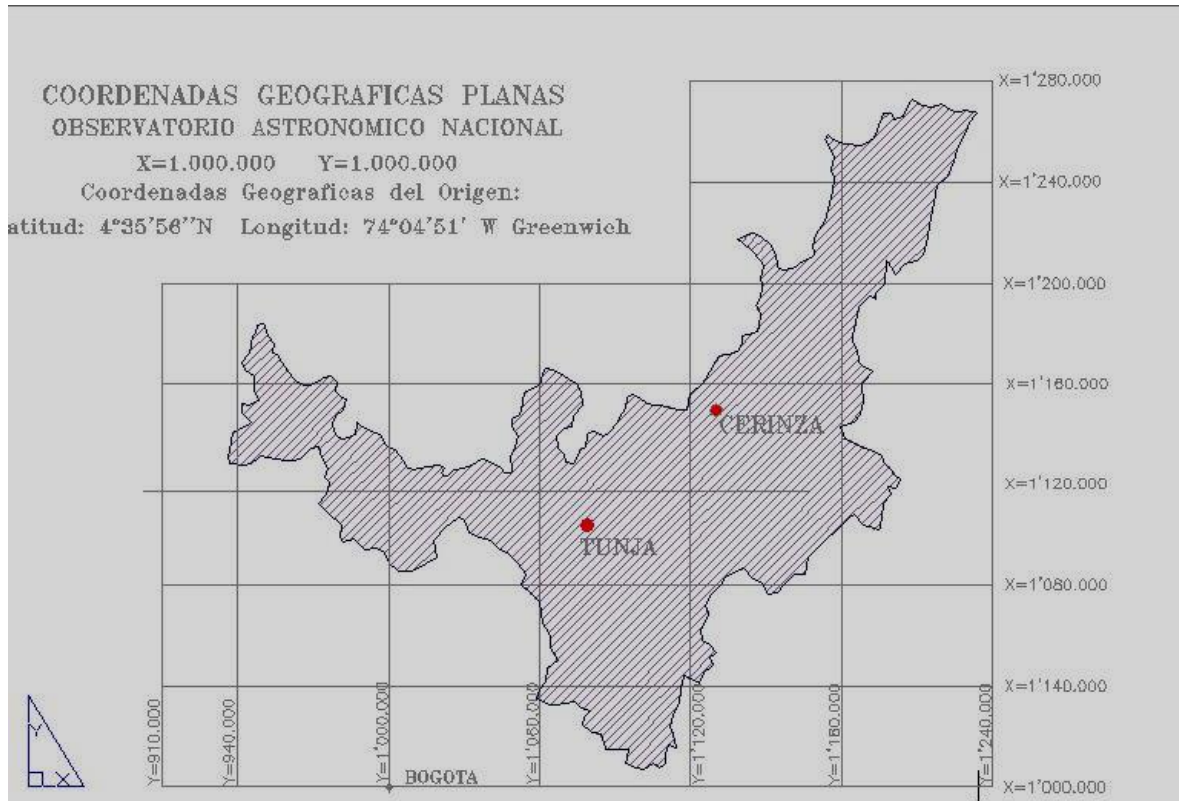 COORDENADAS GEOGRAFICAS PLANAS
OBSERVATORIO ASTRONOMICO NACIONAL
X=1.000.000 Y=1.000.000
Coordenadas Geograficas del Origen:
atitud: 4°35'56''N Longitud: 74°04'51' W Greenwich
X=1'280.000
X=1'240.000
X=1'200.000
X=1'160.000
CERINZA
X=1'120.000
TUNJA
X=1'080.000
X=1'140.000
Y=910.000
Y=940.000
Y=1'000.000
Y=1'060.000
Y=1'120.000
Y=1'180.000
Y=1'240.000
Y
X
BOGOTA
X=1'000.000